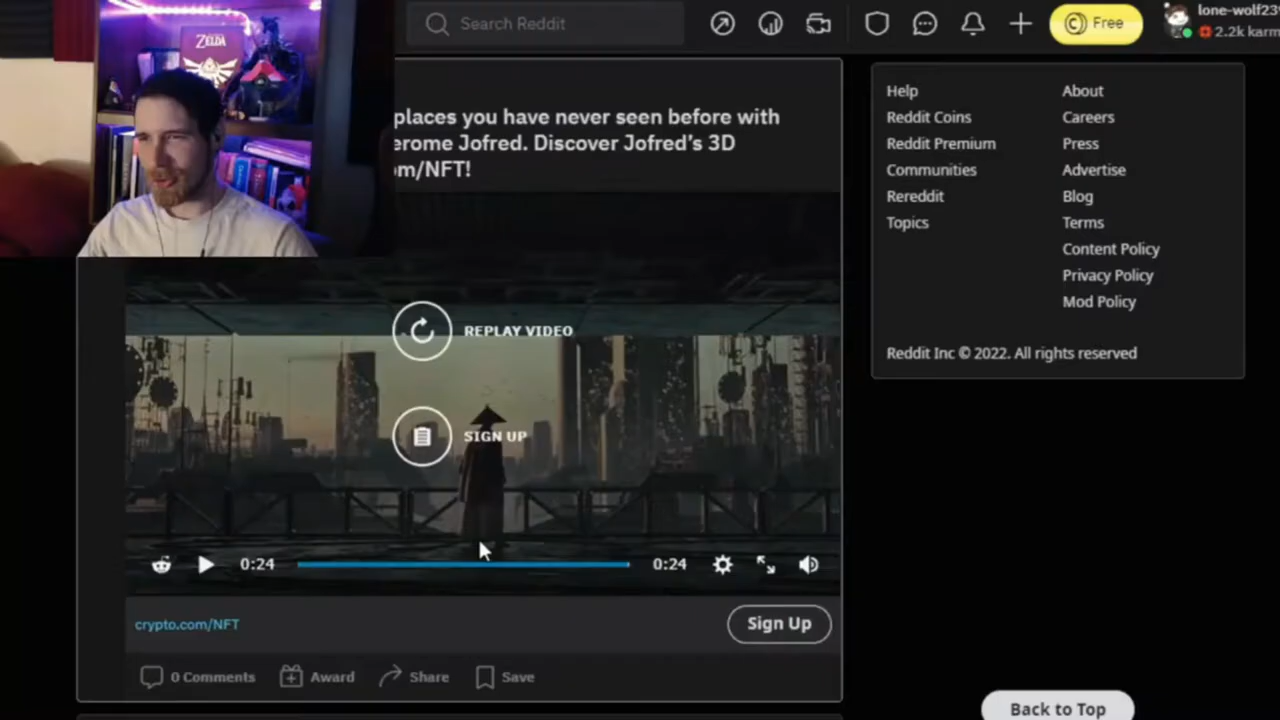 ZELDA
Search Reddit
Free
lone-wolf23
2.2k karm
places you have never seen before with
erome Jofred. Discover Jofred's 3D
om/NFT!
REPLAY VIDEO
SIGN UP
0:24
0:24
crypto.com/NFT
Sign Up
0 Comments
Award
Share
Save
Help
About
Reddit Coins
Careers
Reddit Premium
Press
Communities
Advertise
Rereddit
Blog
Topics
Terms
Content Policy
Privacy Policy
Mod Policy
Reddit Inc © 2022. All rights reserved
Back to Top